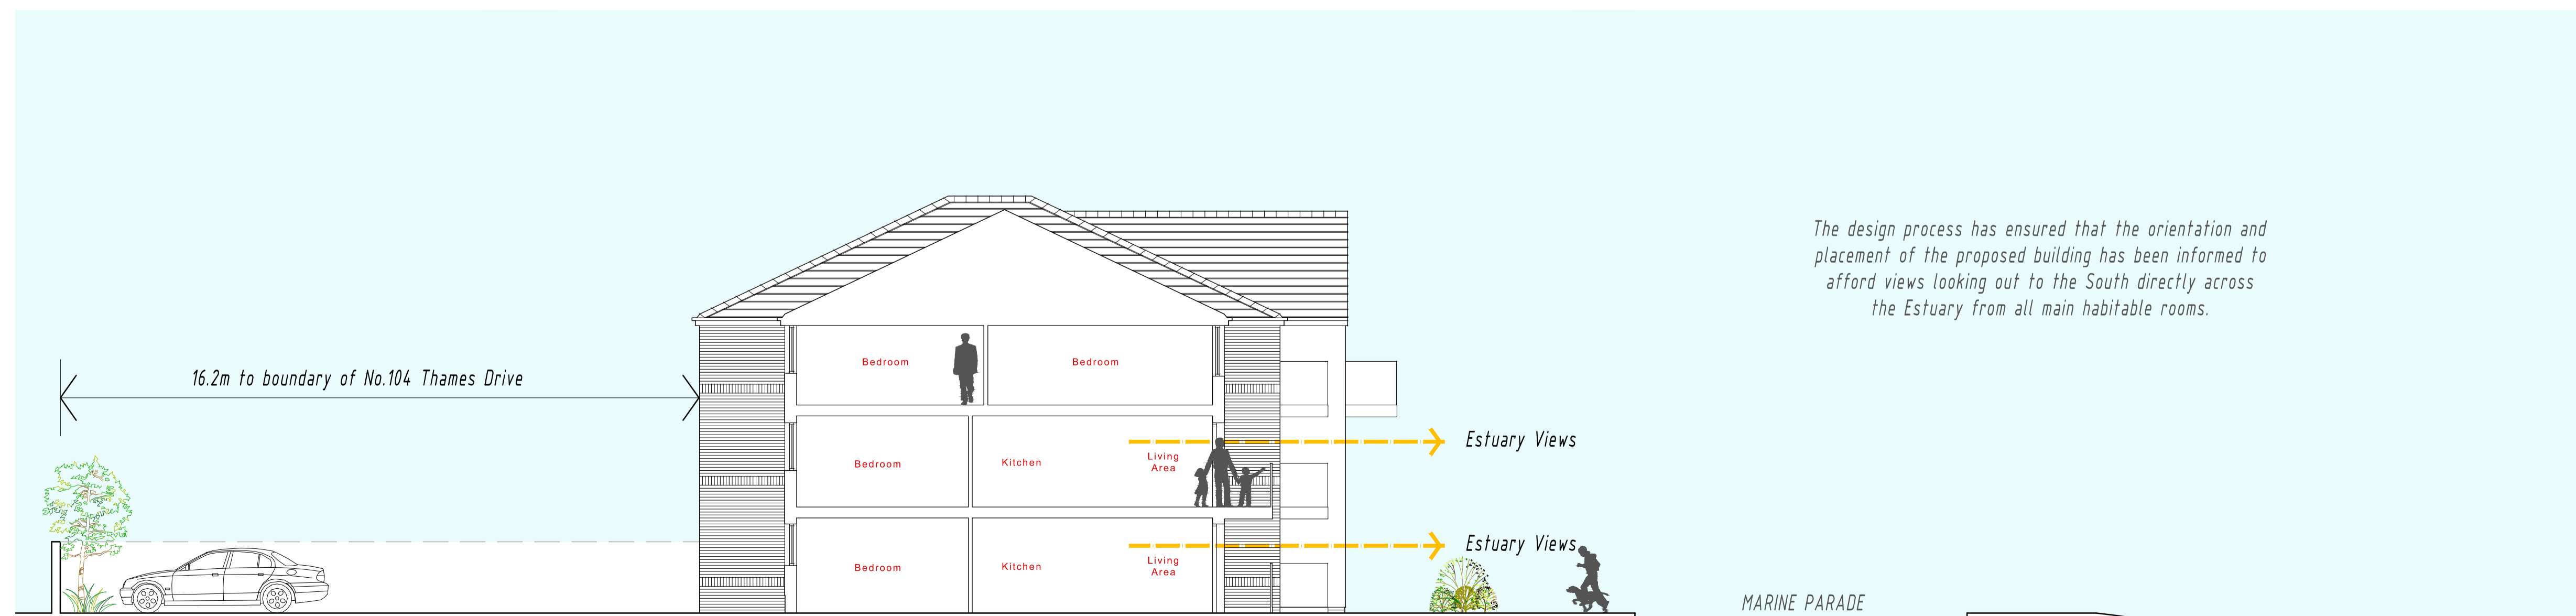 The design process has ensured that the orientation and
placement of the proposed building has been informed to
afford views looking out to the South directly across
the Estuary from all main habitable rooms.
16.2m to boundary of No.104 Thames Drive
Bedroom
Bedroom
Bedroom
Kitchen
Living
Area
Estuary Views
Bedroom
Kitchen
Living
Area
Estuary Views
MARINE PARADE